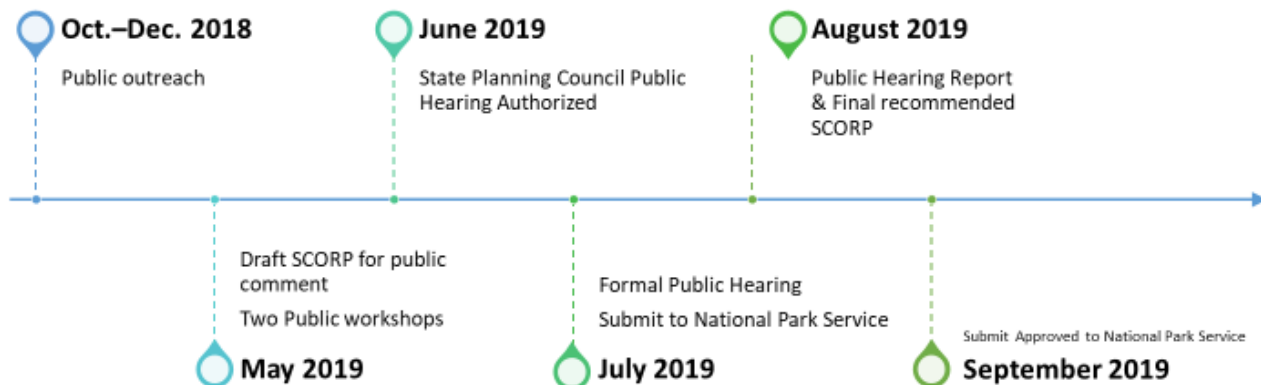 Oct.–Dec. 2018
Public outreach
June 2019
State Planning Council Public
Hearing Authorized
August 2019
Public Hearing Report
& Final recommended
SCORP
Draft SCORP for public
comment
Two Public workshops
May 2019
Formal Public Hearing
Submit to National Park Service
July 2019
Submit Approved to National Park Service
September 2019